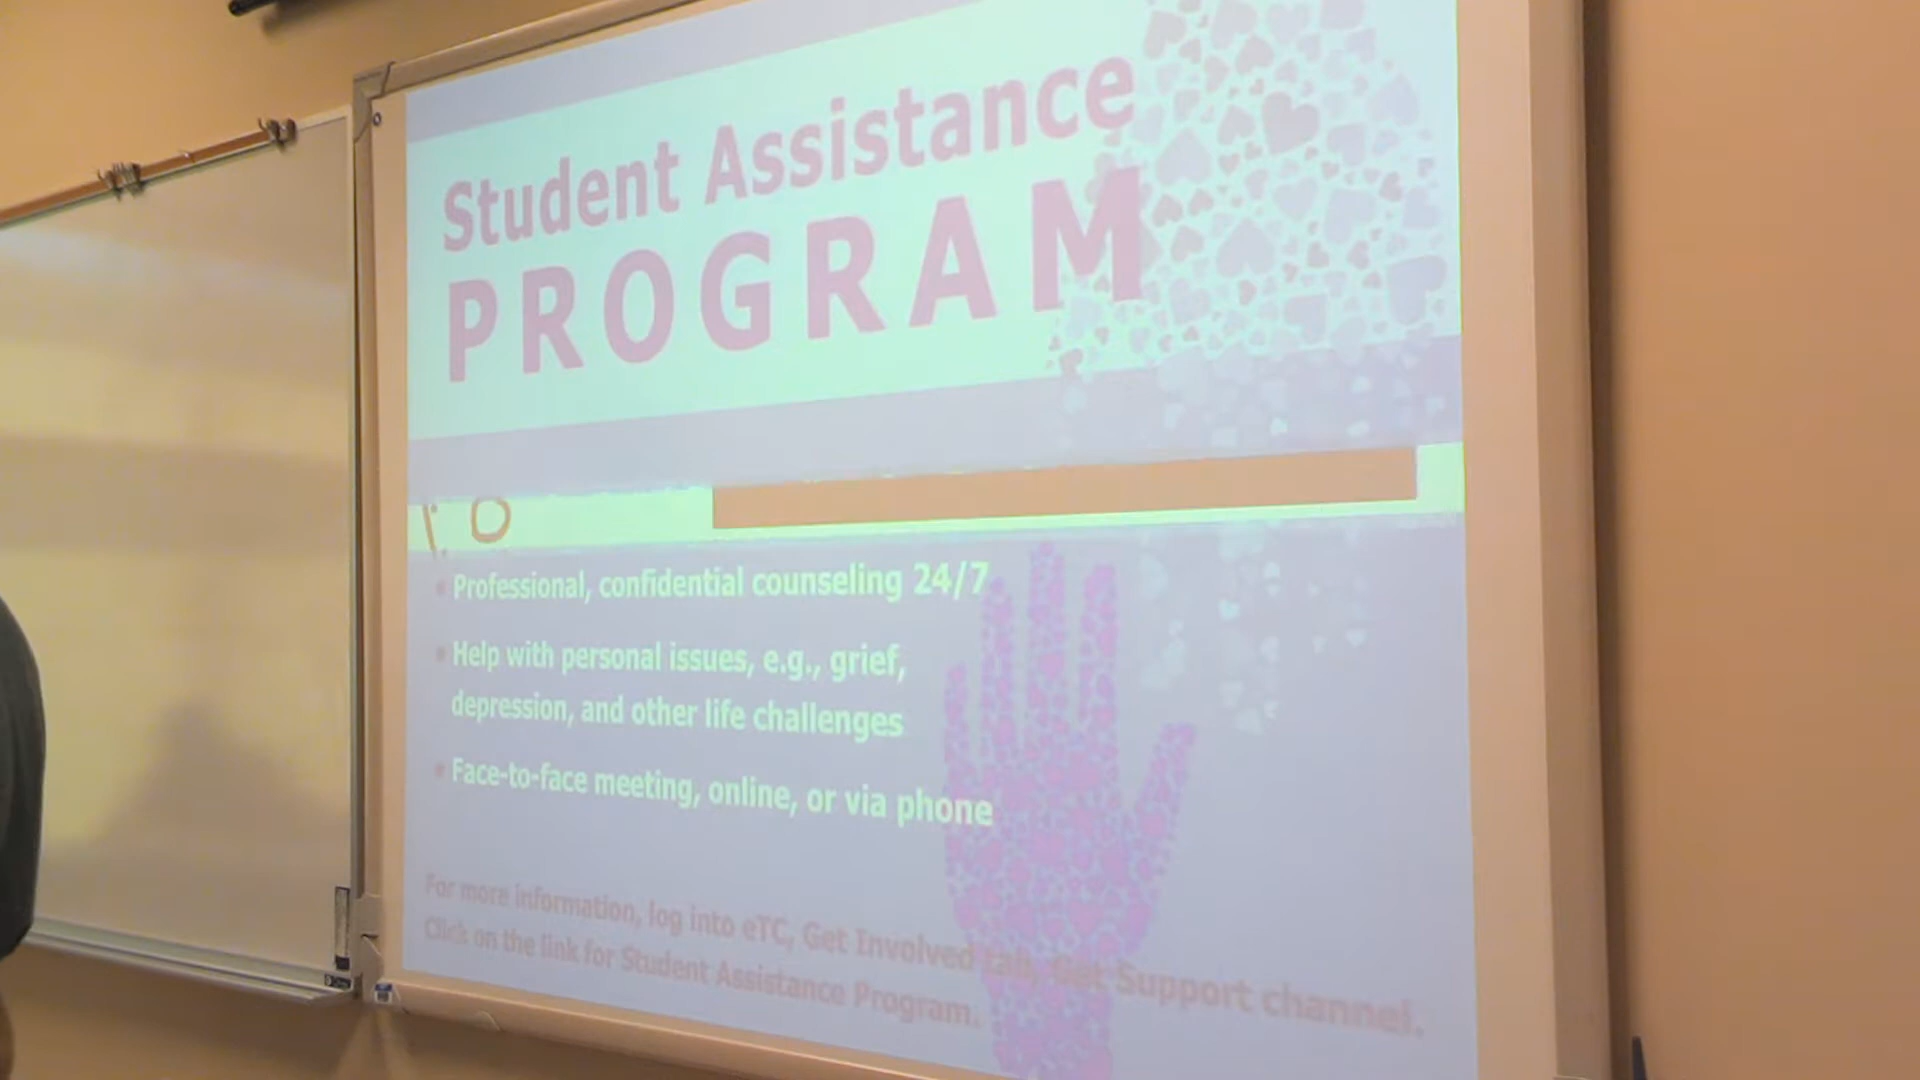 Student Assistance
PROGRAM
Professional, confidential counseling 24/7
Help with personal issues, e.g., grief,
depression, and other life challenges
Face-to-face meeting, online, or via phone
For more information, log into eTC, Get Involved tab, Get Support channel.
Click on the link for Student Assistance Program.